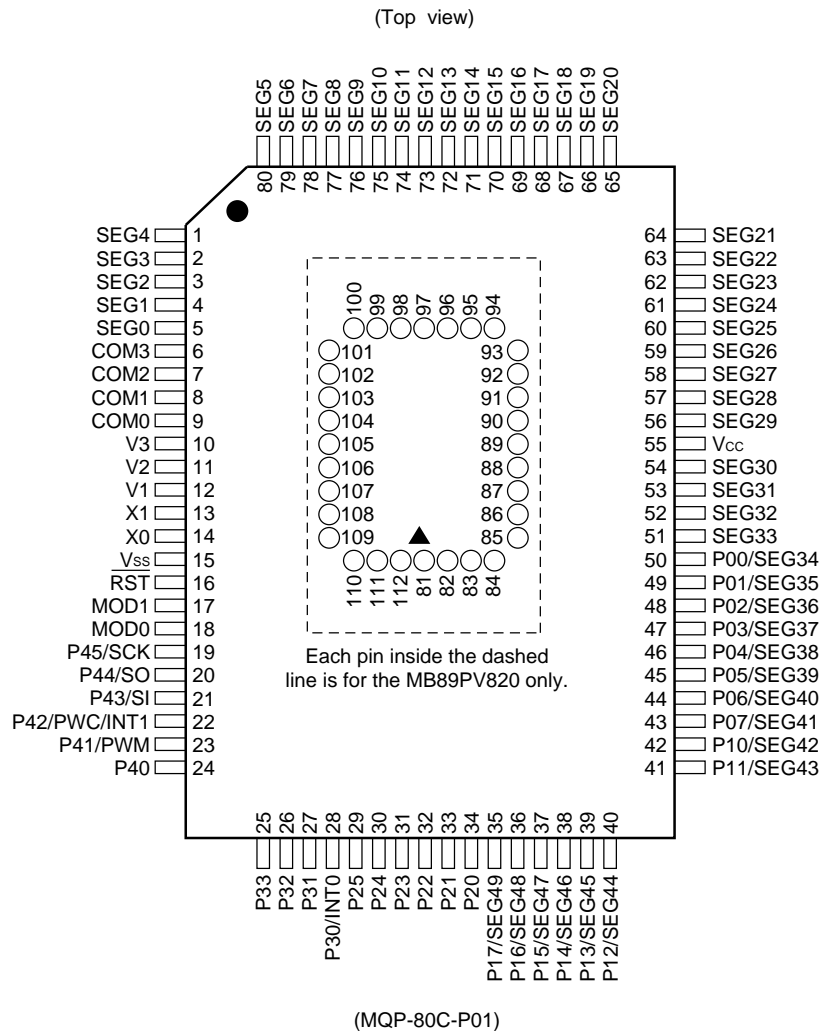 (Top view)
SEG5
SEG6
SEG7
SEG8
SEG9
SEG10
SEG11
SEG12
SEG13
SEG14
SEG15
SEG16
SEG17
SEG18
SEG19
SEG20
80
79
78
77
76
75
74
73
72
71
70
69
68
67
66
65
SEG4 1
SEG3 2
SEG2 3
SEG1 4
SEG0 5
COM3 6
COM2 7
COM1 8
COM0 9
V3 10
V2 11
V1 12
X1 13
X0 14
Vss 15
RST 16
MOD1 17
MOD0 18
P45/SCK 19
P44/SO 20
P43/SI 21
P42/PWC/INT1 22
P41/PWM 23
P40 24
100
99
98
97
96
95
94
101
102
103
104
105
106
107
108
109
93
92
91
90
89
88
87
86
85
110
111
112
81
82
83
84
Each pin inside the dashed
line is for the MB89PV820 only.
64 SEG21
63 SEG22
62 SEG23
61 SEG24
60 SEG25
59 SEG26
58 SEG27
57 SEG28
56 SEG29
55 Vcc
54 SEG30
53 SEG31
52 SEG32
51 SEG33
50 P00/SEG34
49 P01/SEG35
48 P02/SEG36
47 P03/SEG37
46 P04/SEG38
45 P05/SEG39
44 P06/SEG40
43 P07/SEG41
42 P10/SEG42
41 P11/SEG43
25
26
27
28
29
30
31
32
33
34
35
36
37
38
39
40
P33
P32
P31
P30/INT0
P25
P24
P23
P22
P21
P20
P17/SEG49
P16/SEG48
P15/SEG47
P14/SEG46
P13/SEG45
P12/SEG44
(MQP-80C-P01)